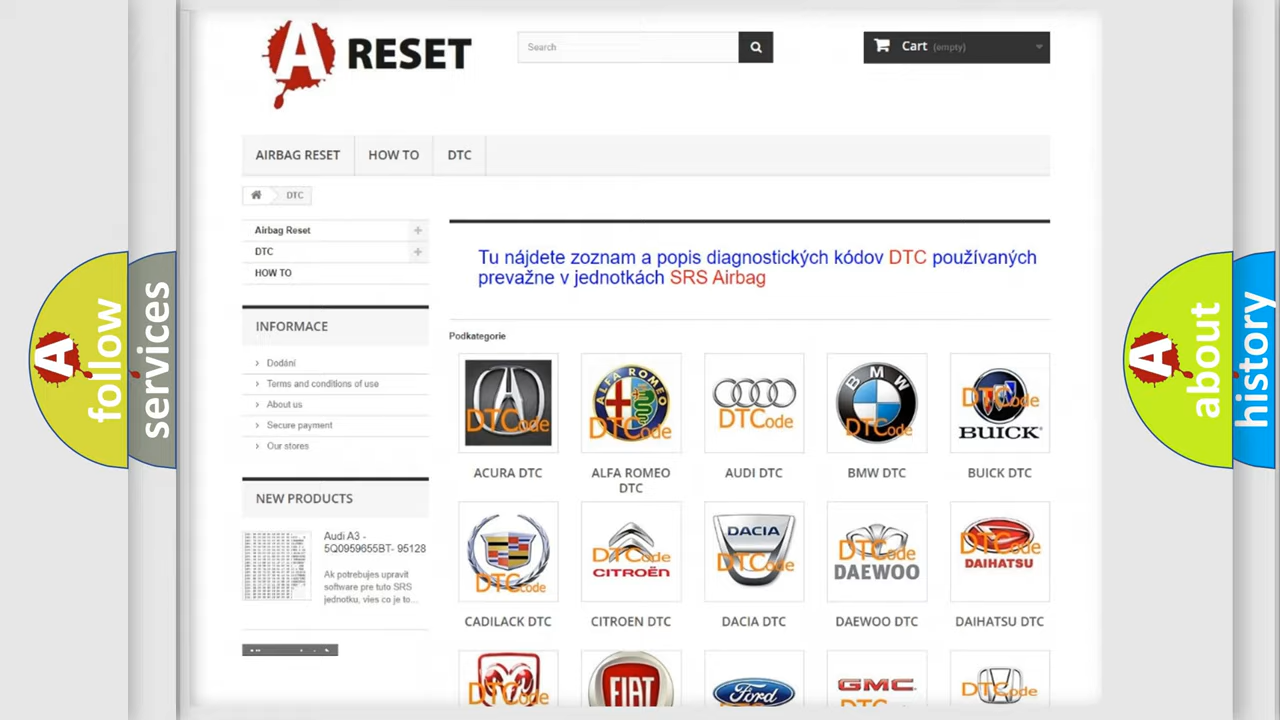 A RESET
Search
Cart (empty)
AIRBAG RESET
HOW TO
DTC
DTC
Airbag Reset
DTC
HOW TO
INFORMACE
Dodání
Terms and conditions of use
About us
Secure payment
Our stores
NEW PRODUCTS
Audi A3 -
5Q0959655BT- 95128
Ak potrebujes upravit
software pre tuto SRS
jednotku, vies co je to...
Tu nájdete zoznam a popis diagnostických kódov DTC používaných
prevažne v jednotkách SRS Airbag
Podkategorie
DTCode
ALFA ROMEO
DTCode
DTCode
BMW
DTCode
DTCode
BUICK
ACURA DTC
ALFA ROMEO
DTC
AUDI DTC
BMW DTC
BUICK DTC
DTCode
DTCode
CITROËN
DACIA
DTCode
DTCode
DAEWOO
DTCode
DAIHATSU
CADILACK DTC
CITROEN DTC
DACIA DTC
DAEWOO DTC
DAIHATSU DTC
DTCode
FIAT
Ford
GMC
DTCode
A follow
services
A about
history